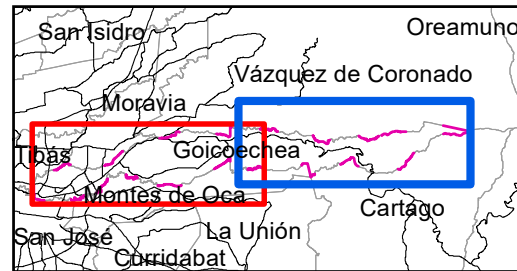 San Isidro
Oreamuno
Vázquez de Coronado
Moravia
Tibás
Goicoechea
Montes de Oca
Cartago
San José
La Unión
Curridabat